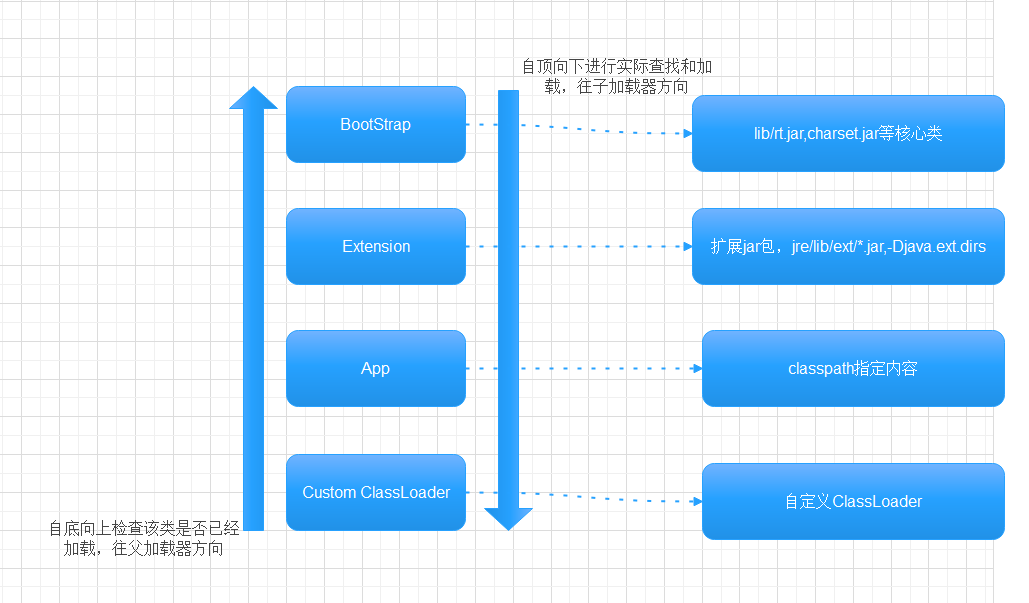 自顶向下进行实际查找和加
载，往子加载器方向
BootStrap
lib/rt.jar,charset.jar等核心类
Extension
扩展jar包，jre/lib/ext/*.jar,-Djava.ext.dirs
App
classpath指定内容
Custom ClassLoader
自定义ClassLoader
自底向上检查该类是否已经
加载，往父加载器方向